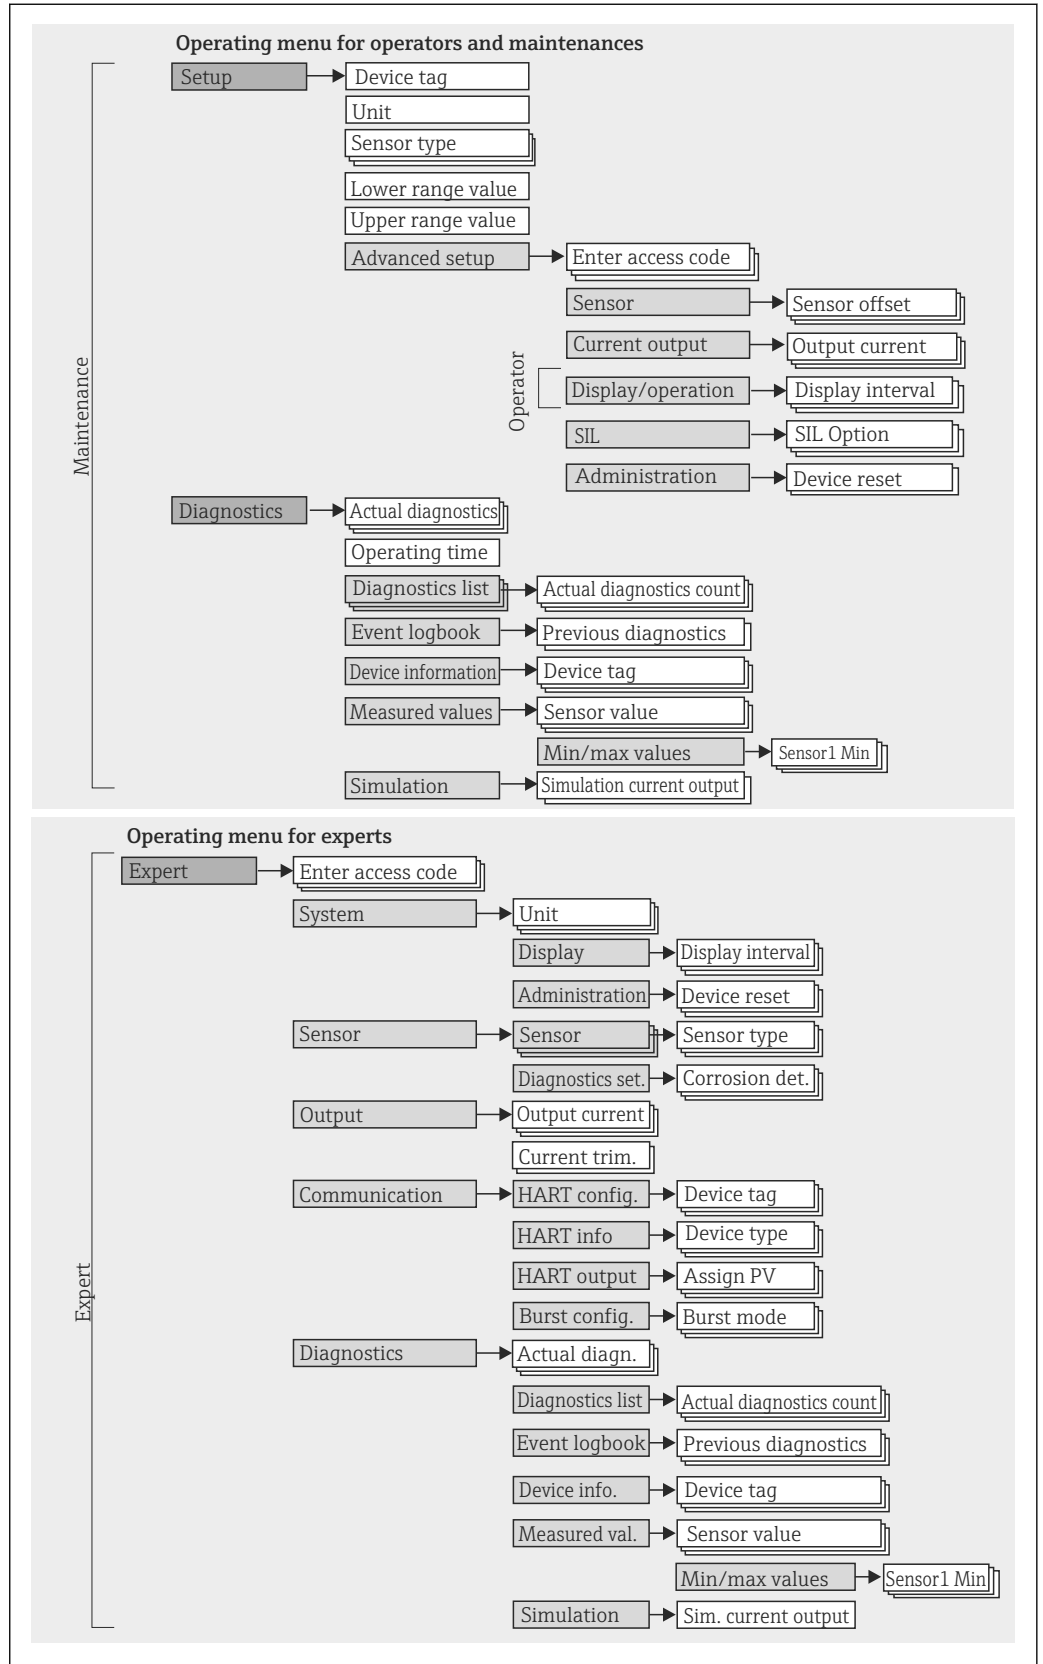 Operating menu for operators and maintenances
Setup
Device tag
Unit
Sensor type
Lower range value
Upper range value
Advanced setup
Enter access code
Sensor
Sensor offset
Current output
Output current
Operator
Display/operation
Display interval
SIL
SIL Option
Administration
Device reset
Maintenance
Diagnostics
Actual diagnostics
Operating time
Diagnostics list
Actual diagnostics count
Event logbook
Previous diagnostics
Device information
Device tag
Measured values
Sensor value
Min/max values
Sensor1 Min
Simulation
Simulation current output
Operating menu for experts
Expert
Enter access code
System
Unit
Display
Display interval
Administration
Device reset
Sensor
Sensor
Sensor type
Diagnostics set.
Corrosion det.
Output
Output current
Current trim.
Communication
HART config.
Device tag
HART info
Device type
HART output
Assign PV
Burst config.
Burst mode
Expert
Diagnostics
Actual diagn.
Diagnostics list
Actual diagnostics count
Event logbook
Previous diagnostics
Device info.
Device tag
Measured val.
Sensor value
Min/max values
Sensor1 Min
Simulation
Sim. current output